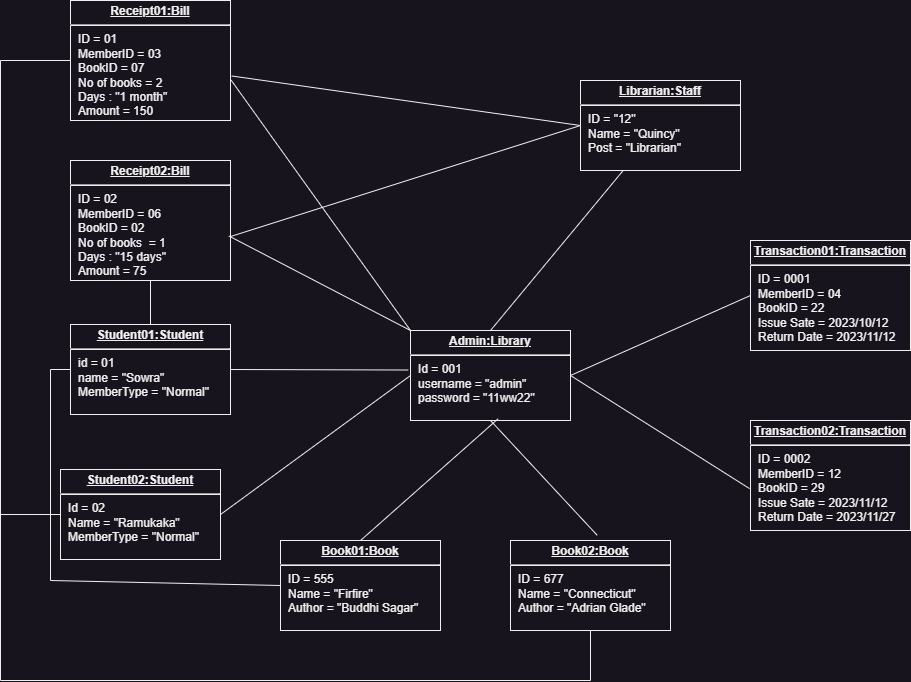 Receipt01:Bill
ID = 01
MemberID = 03
BookID = 07
No of books = 2
Days : "1 month"
Amount = 150
Librarian:Staff
ID = "12"
Name = "Quincy"
Post = "Librarian"
Receipt02:Bill
ID = 02
MemberID = 06
BookID = 02
No of books = 1
Days : "15 days"
Amount = 75
Transaction01:Transaction
ID = 0001
MemberID = 04
BookID = 22
Issue Sate = 2023/10/12
Return Date = 2023/11/12
Student01:Student
id = 01
name = "Sowra"
MemberType = "Normal"
Admin:Library
Id = 001
username = "admin"
password = "11ww22"
Transaction02:Transaction
ID = 0002
MemberID = 12
BookID = 29
Issue Sate = 2023/11/12
Return Date = 2023/11/27
Student02:Student
Id = 02
Name = "Ramukaka"
MemberType = "Normal"
Book01:Book
ID = 555
Name = "Firfire"
Author = "Buddhi Sagar"
Book02:Book
ID = 677
Name = "Connecticut"
Author = "Adrian Glade"